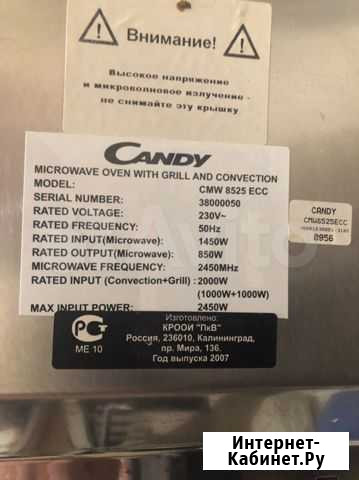 Внимание!
Высокое напряжение
и микроволновое излучение -
не снимайте эту крышку
CANDY
MICROWAVE OVEN WITH GRILL AND CONVECTION
MODEL: CMW 8525 ECC
SERIAL NUMBER: 38000050
RATED VOLTAGE: 230V~
RATED FREQUENCY: 50Hz
RATED INPUT(Microwave): 1450W
RATED OUTPUT(Microwave): 850W
MICROWAVE FREQUENCY: 2450MHz
RATED INPUT (Convection+Grill) :2000W
(1000W+1000W)
MAX INPUT POWER: 2450W
CANDY
CMW8525ECC
0956
РСТ
МЕ 10
Изготовлено:
КРООИ "ПкВ"
Россия, 236010, Калининград,
пр. Мира, 136.
Год выпуска 2007
Avito
Интернет-
Кабинет.Ру